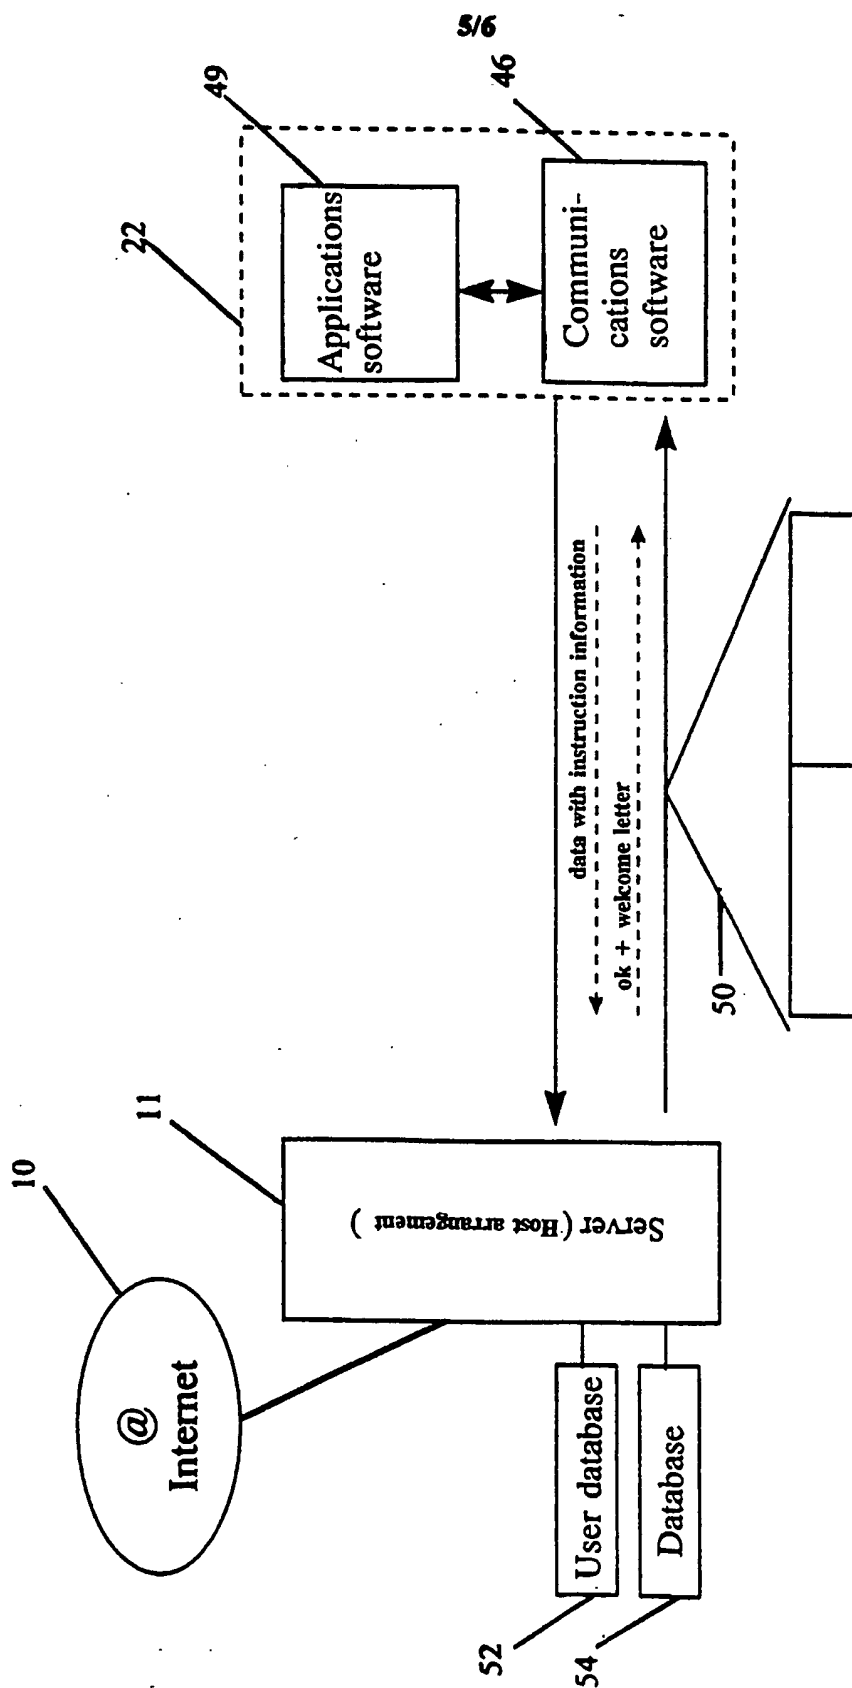 5/6
10
@
Internet
11
Server (Host arrangement )
52
User database
54
Database
22
49
Applications
software
46
Communi-
cations
software
data with instruction information
ok + welcome letter
50